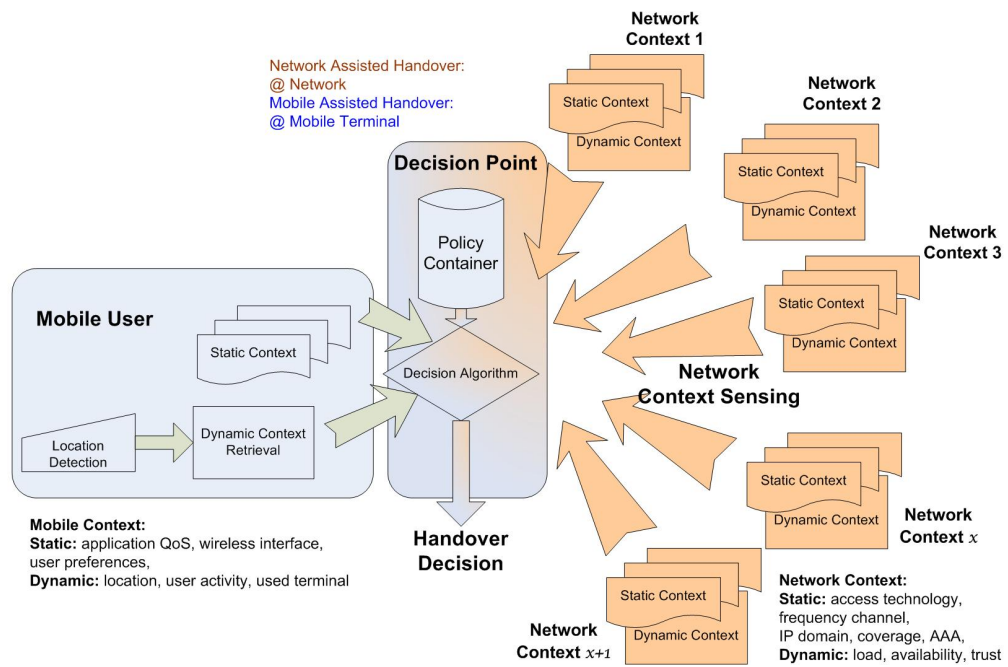 Network
Context 1
Static Context
Dynamic Context
Network Assisted Handover:
@ Network
Mobile Assisted Handover:
@ Mobile Terminal
Network
Context 2
Static Context
Dynamic Context
Decision Point
Policy
Container
Decision Algorithm
Handover
Decision
Network
Context 3
Static Context
Dynamic Context
Mobile User
Static Context
Location
Detection
Dynamic Context
Retrieval
Network
Context Sensing
Static Context
Dynamic Context
Network
Context x
Mobile Context:
Static: application QoS, wireless interface,
user preferences,
Dynamic: location, user activity, used terminal
Static Context
Dynamic Context
Network
Context x+1
Network Context:
Static: access technology,
frequency channel,
IP domain, coverage, AAA,
Dynamic: load, availability, trust